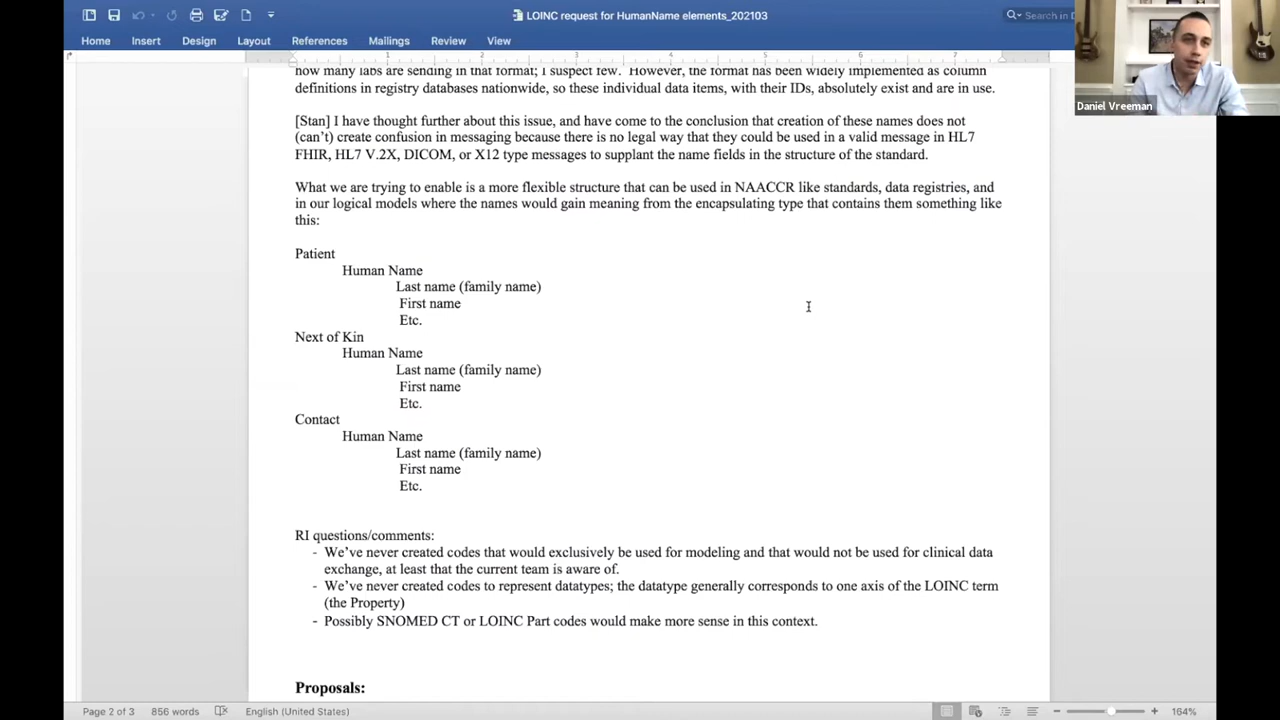 LOINC request for HumanName elements_202103
Search in D
Home Insert Design Layout References Mailings Review View
1 2 3 4 5 6 7
how many labs are sending in that format; I suspect few. However, the format has been widely implemented as column
definitions in registry databases nationwide, so these individual data items, with their IDs, absolutely exist and are in use.
[Stan] I have thought further about this issue, and have come to the conclusion that creation of these names does not
(can't) create confusion in messaging because there is no legal way that they could be used in a valid message in HL7
FHIR, HL7 V.2X, DICOM, or X12 type messages to supplant the name fields in the structure of the standard.
What we are trying to enable is a more flexible structure that can be used in NAACCR like standards, data registries, and
in our logical models where the names would gain meaning from the encapsulating type that contains them something like
this:
Patient
Human Name
Last name (family name)
First name
Etc.
Next of Kin
Human Name
Last name (family name)
First name
Etc.
Contact
Human Name
Last name (family name)
First name
Etc.
RI questions/comments:
- We've never created codes that would exclusively be used for modeling and that would not be used for clinical data
exchange, at least that the current team is aware of.
- We've never created codes to represent datatypes; the datatype generally corresponds to one axis of the LOINC term
(the Property)
- Possibly SNOMED CT or LOINC Part codes would make more sense in this context.
Proposals:
Page 2 of 3 856 words English (United States) 164%
Daniel Vreeman